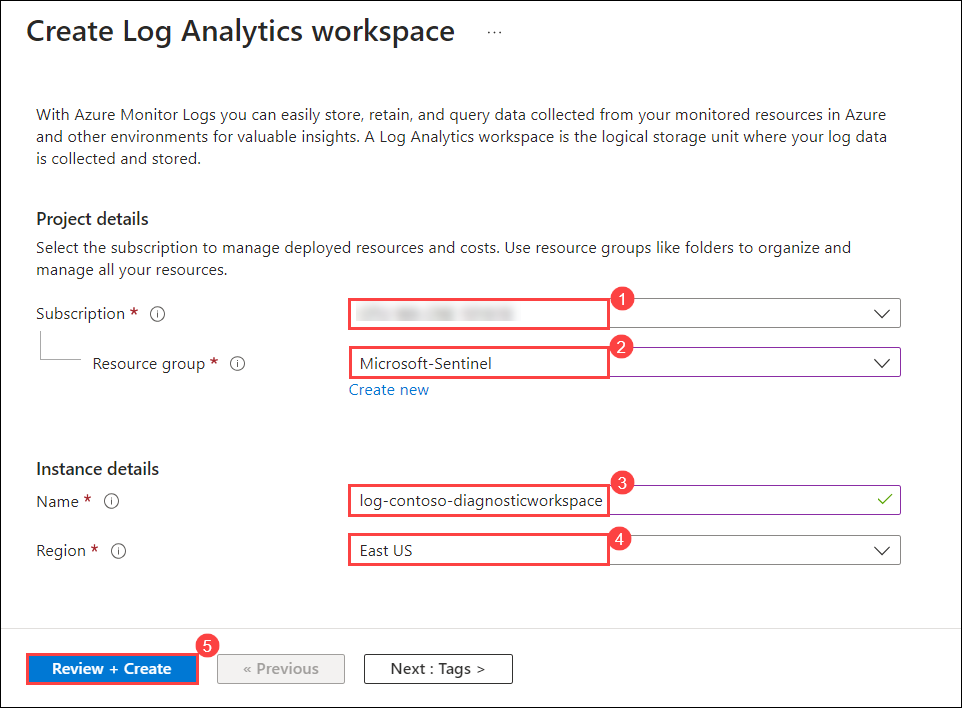 Create Log Analytics workspace ...
With Azure Monitor Logs you can easily store, retain, and query data collected from your monitored resources in Azure
and other environments for valuable insights. A Log Analytics workspace is the logical storage unit where your log data
is collected and stored.
Project details
Select the subscription to manage deployed resources and costs. Use resource groups like folders to organize and
manage all your resources.
Subscription *
1
Resource group *
Microsoft-Sentinel
2
Create new
Instance details
Name *
log-contoso-diagnosticworkspace
3
Region *
East US
4
Review + Create
5
« Previous
Next : Tags >